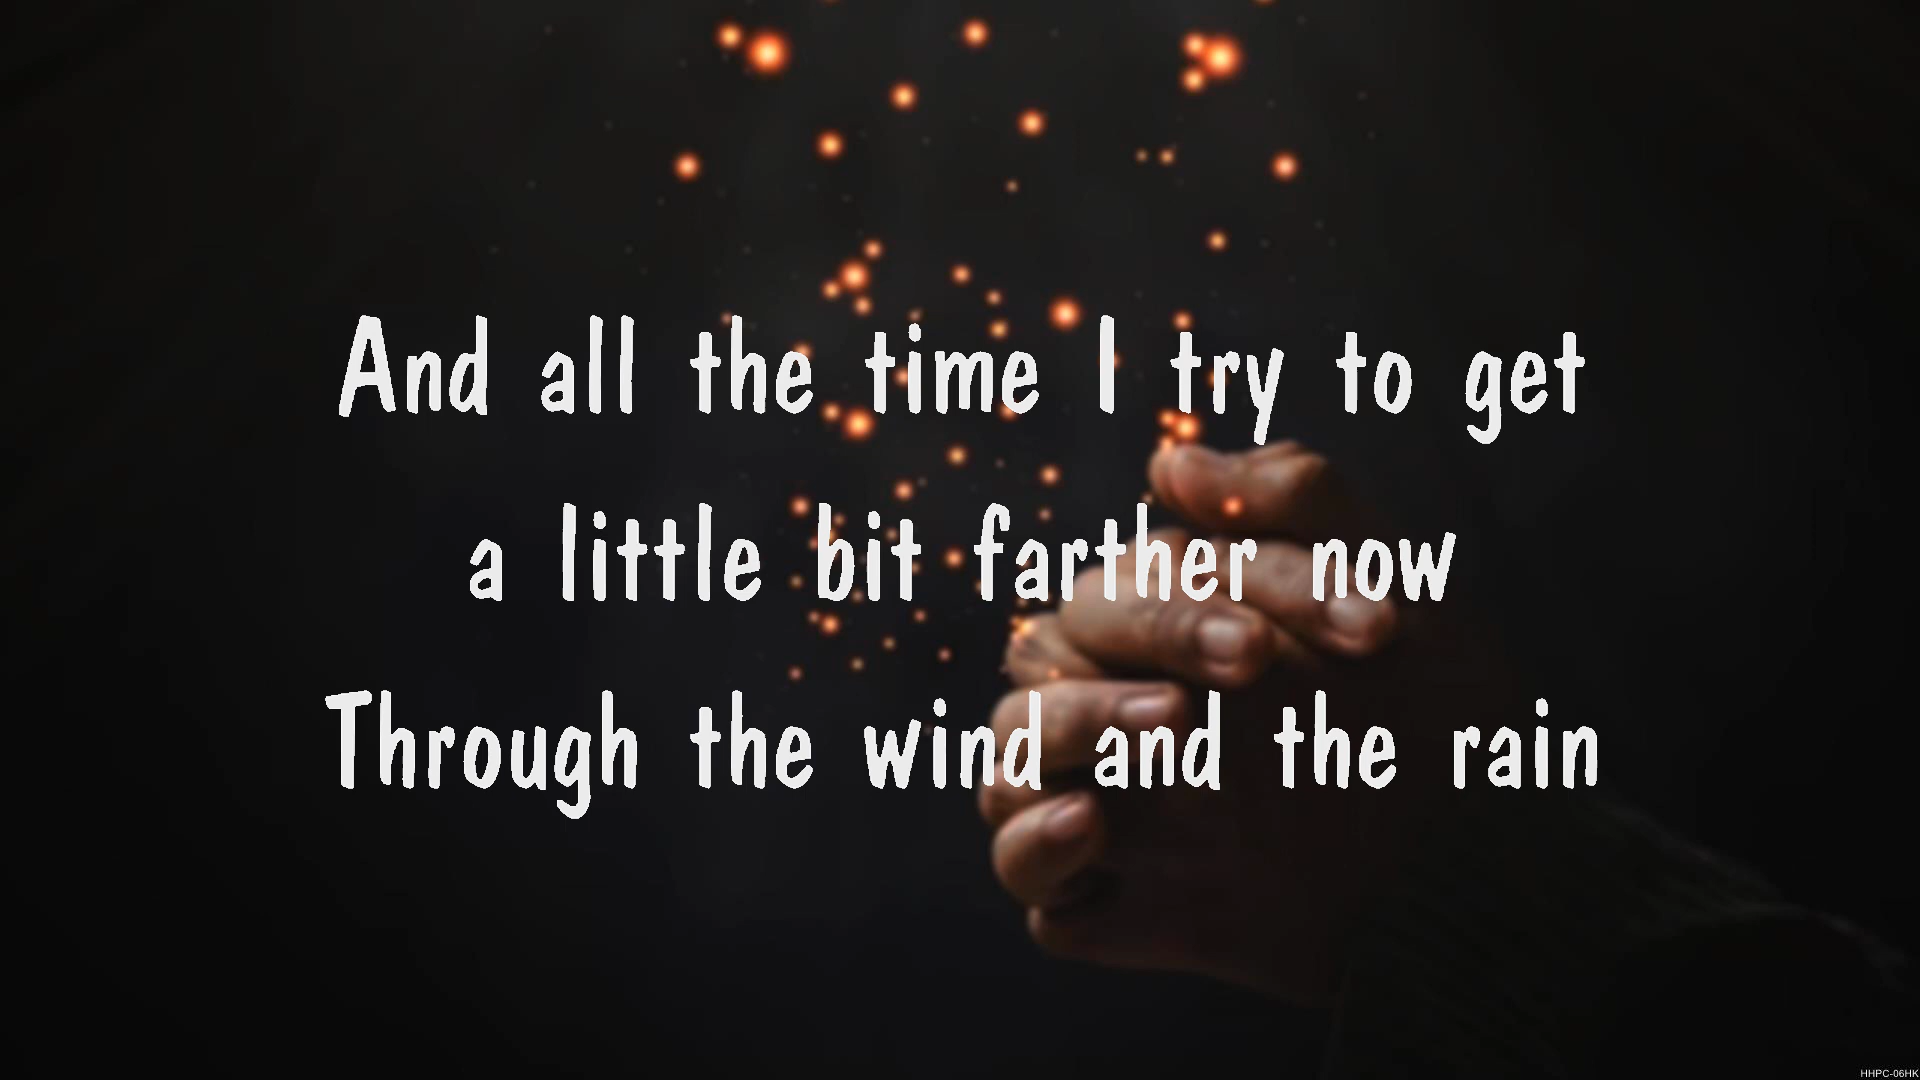 And all the time I try to get
a little bit farther now
Through the wind and the rain
HHPC-06HK